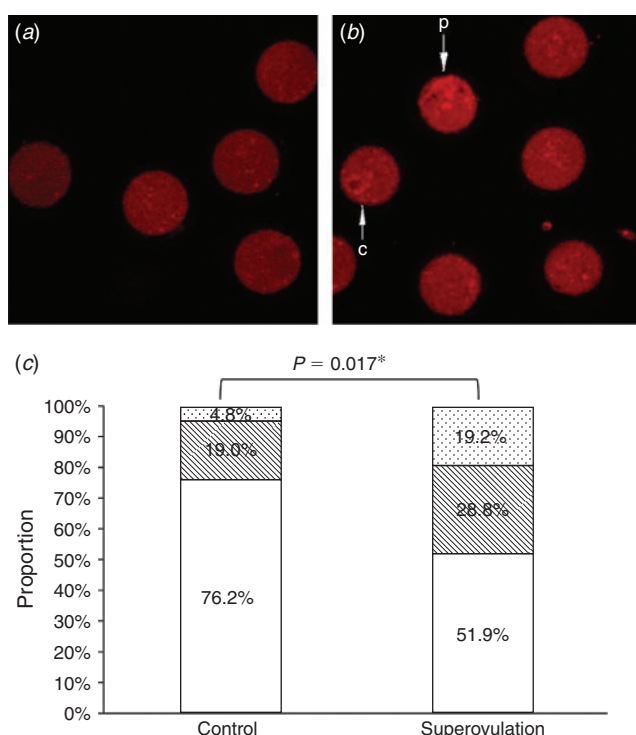 (a)
(b)
p
c
(c)
P = 0.017*
100%
90%
80%
70%
60%
50%
40%
30%
20%
10%
0%
Proportion
4.8%
19.0%
76.2%
19.2%
28.8%
51.9%
Control
Superovulation